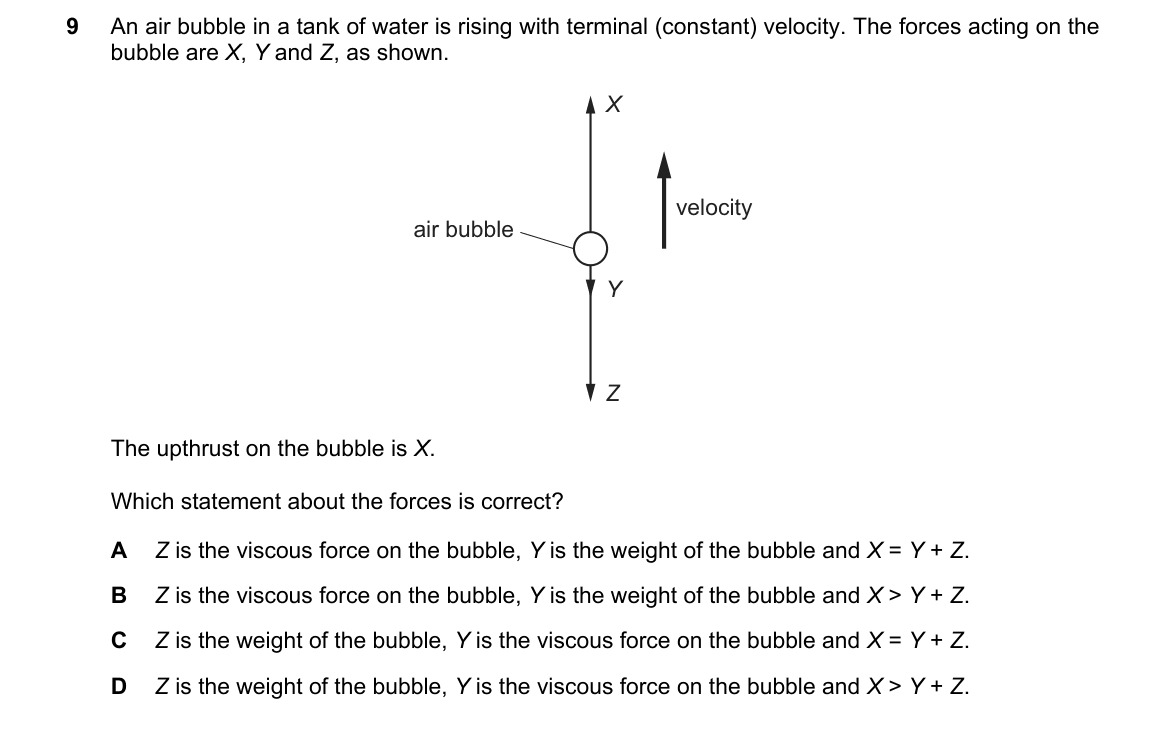 9 An air bubble in a tank of water is rising with terminal (constant) velocity. The forces acting on the
bubble are X, Y and Z, as shown.
X
velocity
air bubble
Y
Z
The upthrust on the bubble is X.
Which statement about the forces is correct?
A Z is the viscous force on the bubble, Y is the weight of the bubble and X = Y + Z.
B Z is the viscous force on the bubble, Y is the weight of the bubble and X > Y + Z.
C Z is the weight of the bubble, Y is the viscous force on the bubble and X = Y + Z.
D Z is the weight of the bubble, Y is the viscous force on the bubble and X > Y + Z.